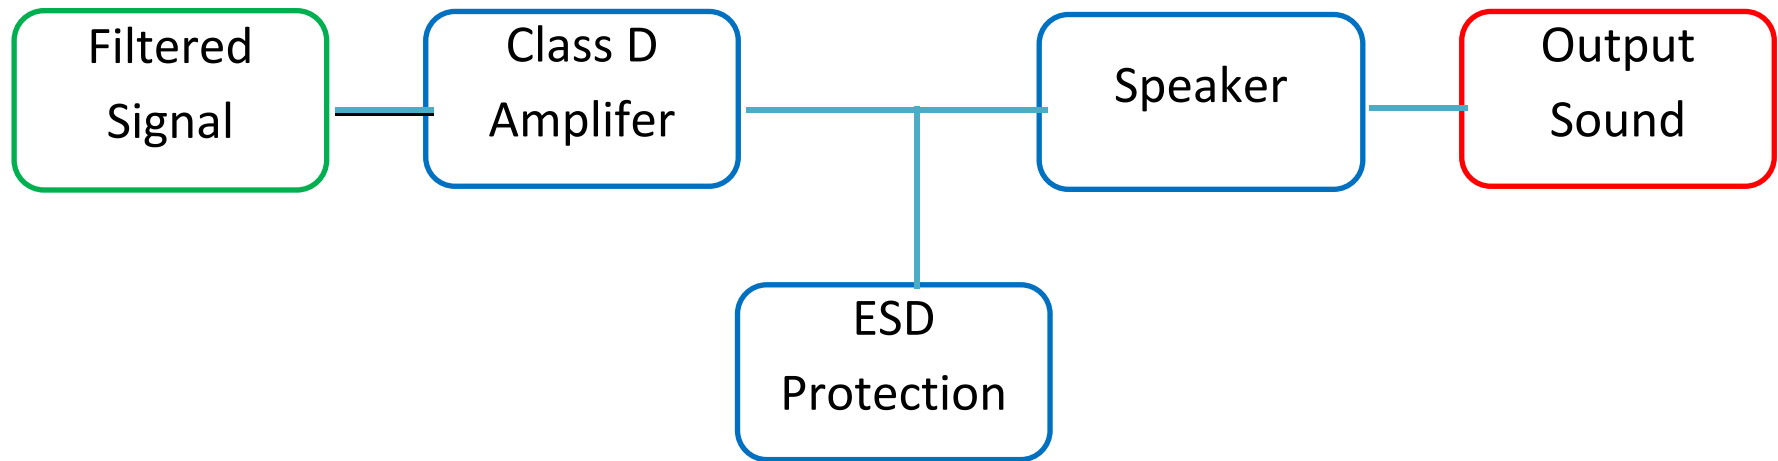 Filtered
Signal
Class D
Amplifer
Speaker
Output
Sound
ESD
Protection